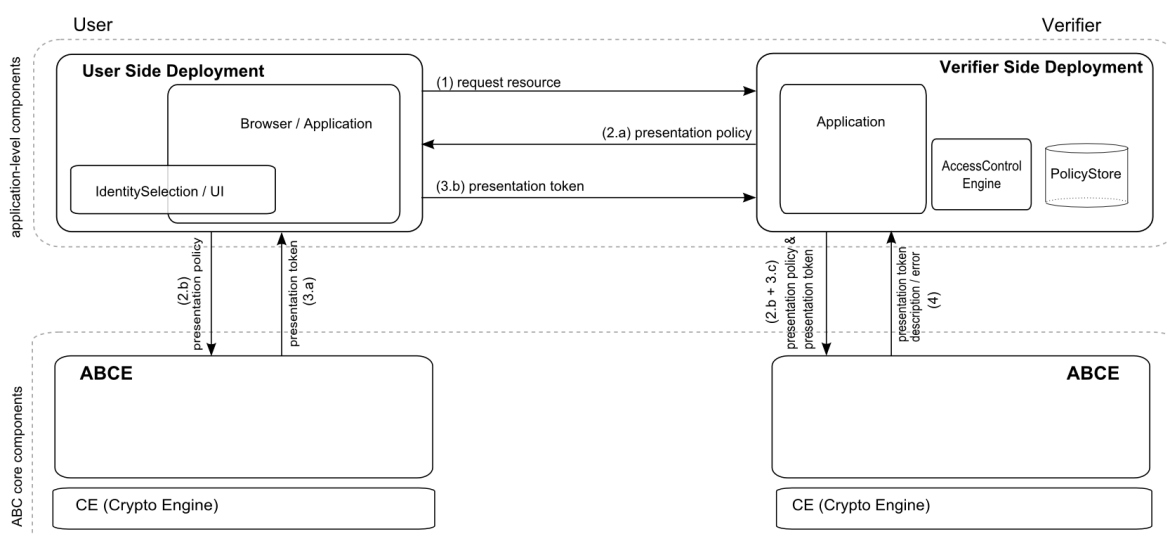 User
Verifier
application-level components
User Side Deployment
Browser / Application
IdentitySelection / UI
(1) request resource
(2.a) presentation policy
(3.b) presentation token
Verifier Side Deployment
Application
AccessControl
Engine
PolicyStore
(2.b)
presentation policy
presentation token
(3.a)
(2.b + 3.c)
presentation policy &
presentation token
presentation token
description / error
(4)
ABC core components
ABCE
CE (Crypto Engine)
ABCE
CE (Crypto Engine)